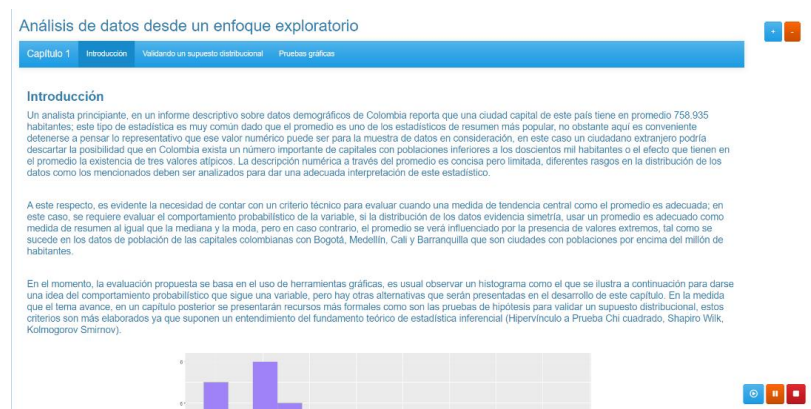 Análisis de datos desde un enfoque exploratorio
+ -
Capítulo 1 Introducción Validando un supuesto distribucional Pruebas gráficas
Introducción
Un analista principiante, en un informe descriptivo sobre datos demográficos de Colombia reporta que una ciudad capital de este país tiene en promedio 758.935
habitantes; este tipo de estadística es muy común dado que el promedio es uno de los estadísticos de resumen más popular, no obstante aquí es conveniente
detenerse a pensar lo representativo que ese valor numérico puede ser para la muestra de datos en consideración, en este caso un ciudadano extranjero podría
descartar la posibilidad que en Colombia exista un número importante de capitales con poblaciones inferiores a los doscientos mil habitantes o el efecto que tienen en
el promedio la existencia de tres valores atípicos. La descripción numérica a través del promedio es concisa pero limitada, diferentes rasgos en la distribución de los
datos como los mencionados deben ser analizados para dar una adecuada interpretación de este estadístico.
A este respecto, es evidente la necesidad de contar con un criterio técnico para evaluar cuando una medida de tendencia central como el promedio es adecuada; en
este caso, se requiere evaluar el comportamiento probabilístico de la variable, si la distribución de los datos evidencia simetría, usar un promedio es adecuado como
medida de resumen al igual que la mediana y la moda, pero en caso contrario, el promedio se verá influenciado por la presencia de valores extremos, tal como se
sucede en los datos de población de las capitales colombianas con Bogotá, Medellín, Cali y Barranquilla que son ciudades con poblaciones por encima del millón de
habitantes.
En el momento, la evaluación propuesta se basa en el uso de herramientas gráficas, es usual observar un histograma como el que se ilustra a continuación para darse
una idea del comportamiento probabilístico que sigue una variable, pero hay otras alternativas que serán presentadas en el desarrollo de este capítulo. En la medida
que el tema avance, en un capítulo posterior se presentarán recursos más formales como son las pruebas de hipótesis para validar un supuesto distribucional, estos
criterios son más elaborados ya que suponen un entendimiento del fundamento teórico de estadística inferencial (Hipervínculo a Prueba Chi cuadrado, Shapiro Wilk,
Kolmogorov Smirnov).